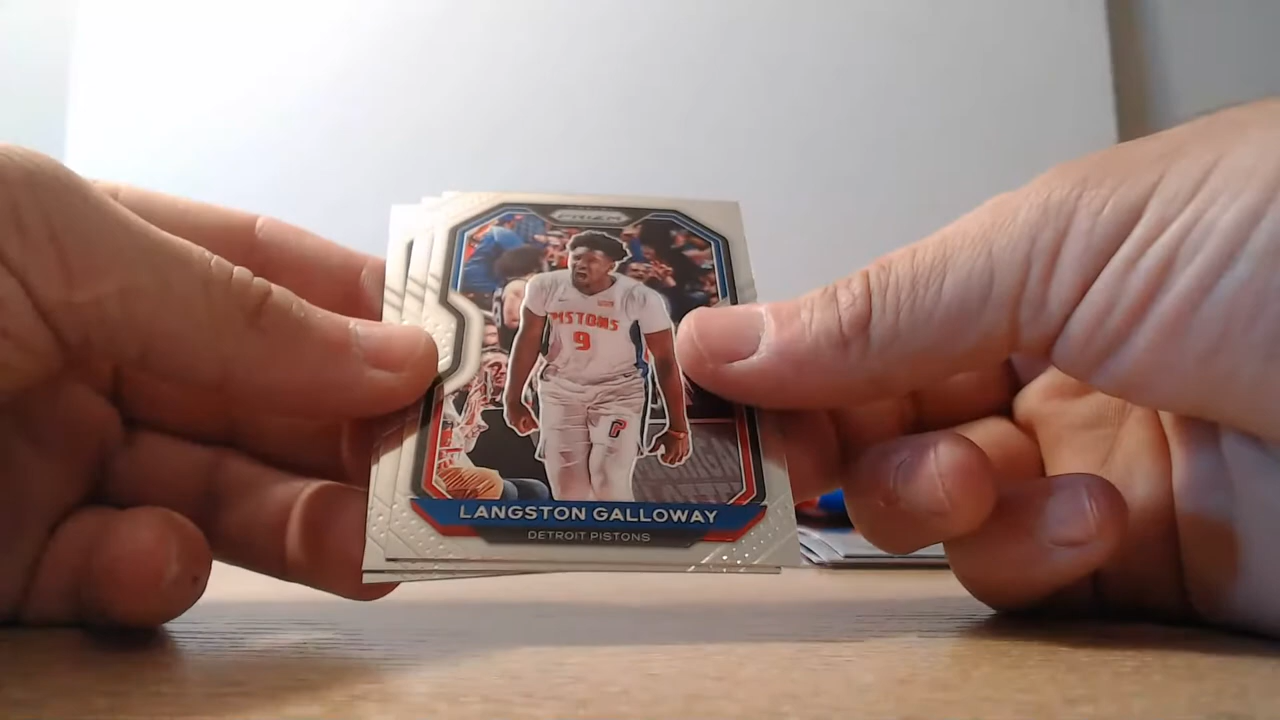 PRIZM
PISTONS
9
LANGSTON GALLOWAY
DETROIT PISTONS